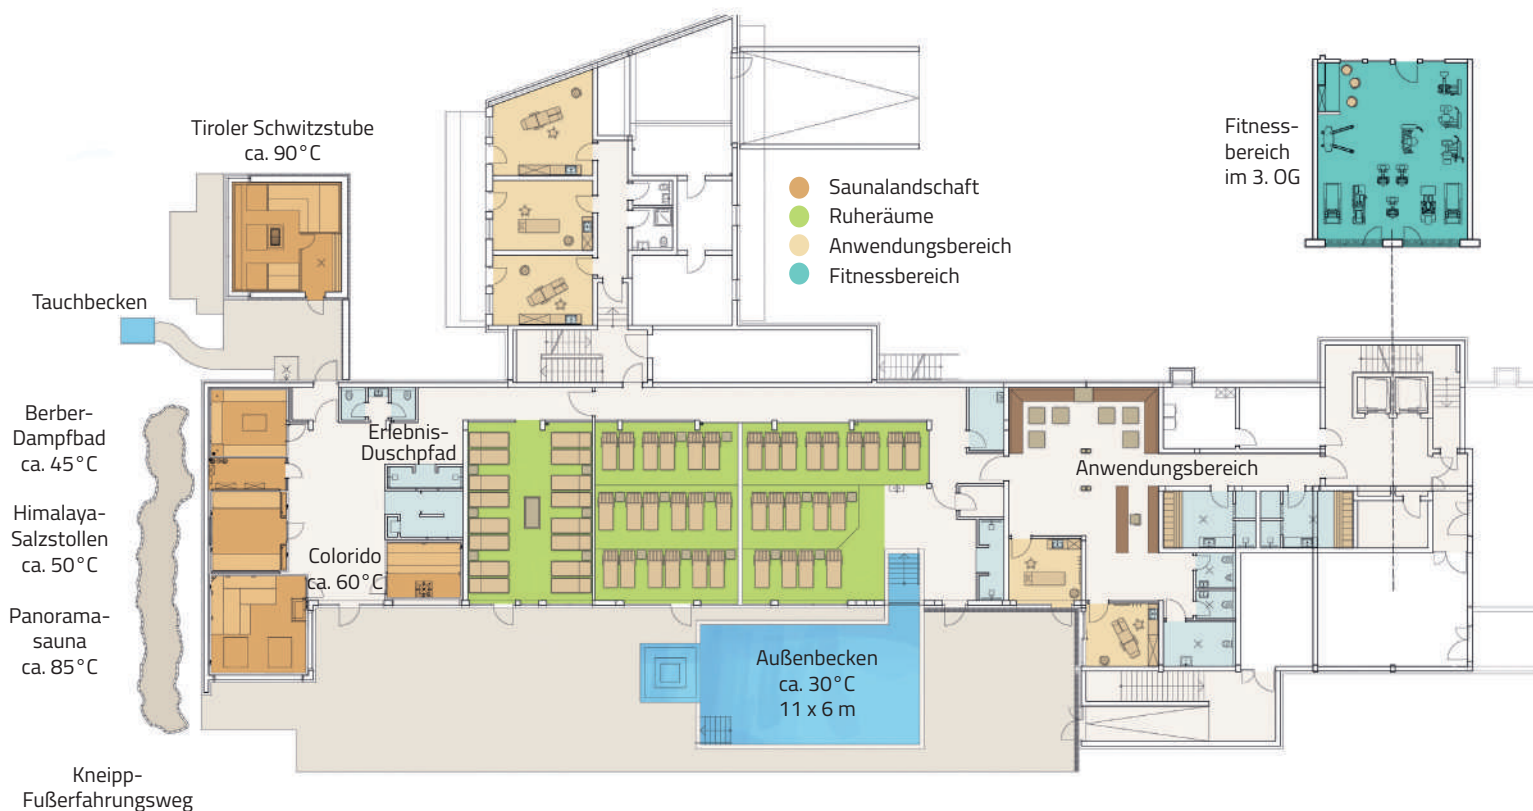 Tiroler Schwitzstube
ca. 90°C
Fitness-
bereich
im 3. OG
Saunalandschaft
Ruheräume
Anwendungsbereich
Fitnessbereich
Tauchbecken
Berber-
Dampfbad
ca. 45°C
Erlebnis-
Duschpfad
Anwendungsbereich
Himalaya-
Salzstollen
ca. 50°C
Colorido
ca. 60°C
Panorama-
sauna
ca. 85°C
Außenbecken
ca. 30°C
11 x 6 m
Kneipp-
Fußerfahrungsweg